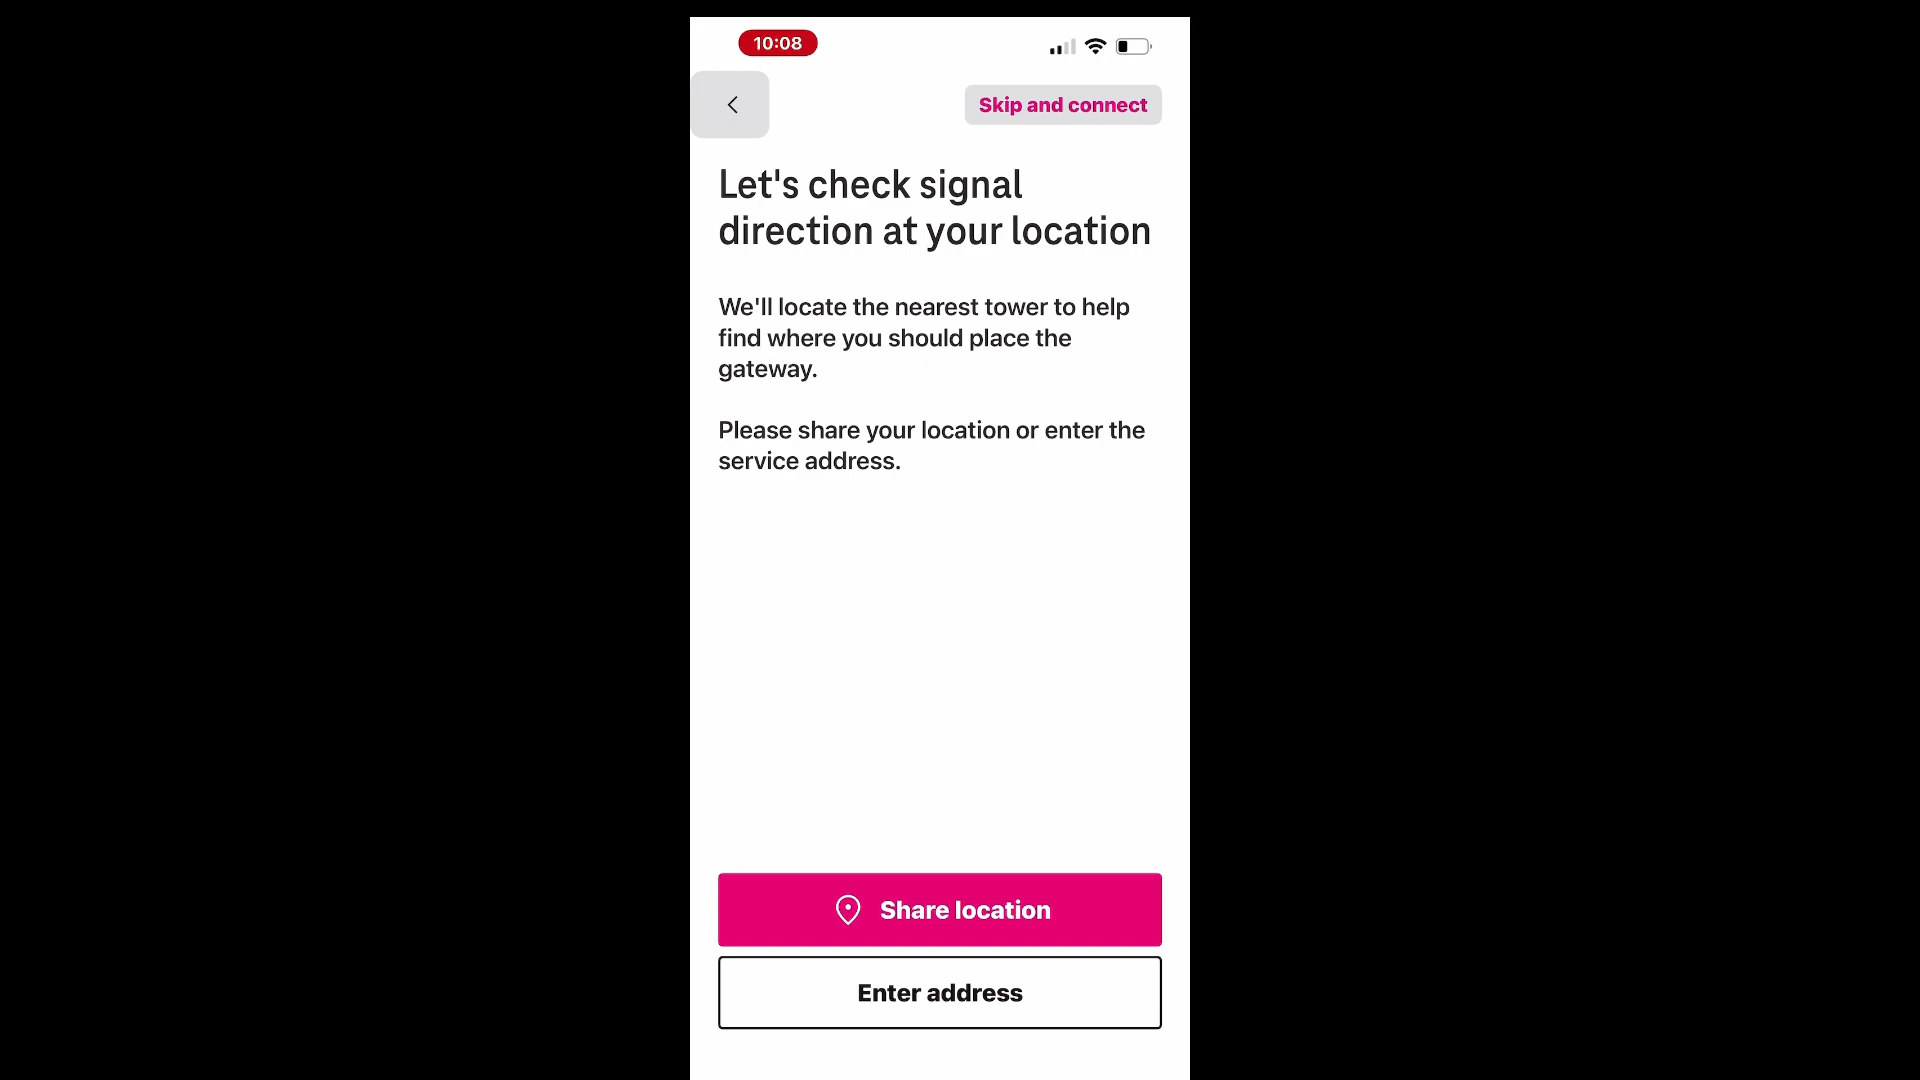 10:08
Skip and connect
Let's check signal
direction at your location
We'll locate the nearest tower to help
find where you should place the
gateway.
Please share your location or enter the
service address.
Share location
Enter address